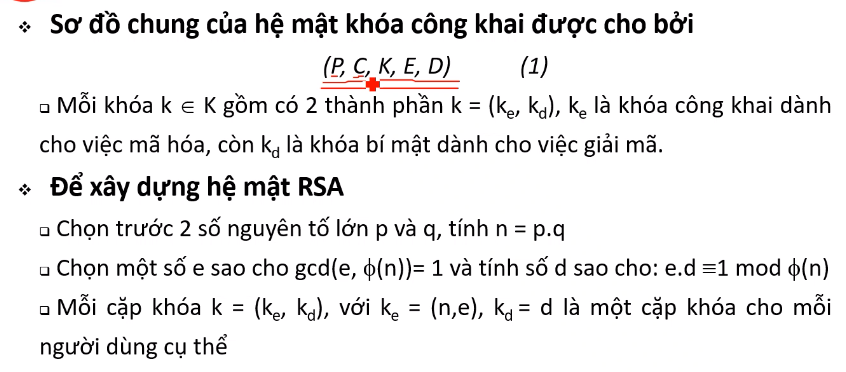 ❖ Sơ đồ chung của hệ mật khóa công khai được cho bởi
(P, C, K, E, D) (1)
❑ Mỗi khóa k ∈ K gồm có 2 thành phần k = (kₑ, k_d), kₑ là khóa công khai dành
cho việc mã hóa, còn k_d là khóa bí mật dành cho việc giải mã.
❖ Để xây dựng hệ mật RSA
❑ Chọn trước 2 số nguyên tố lớn p và q, tính n = p.q
❑ Chọn một số e sao cho gcd(e, ϕ(n))= 1 và tính số d sao cho: e.d ≡1 mod ϕ(n)
❑ Mỗi cặp khóa k = (kₑ, k_d), với kₑ = (n,e), k_d = d là một cặp khóa cho mỗi
người dùng cụ thể